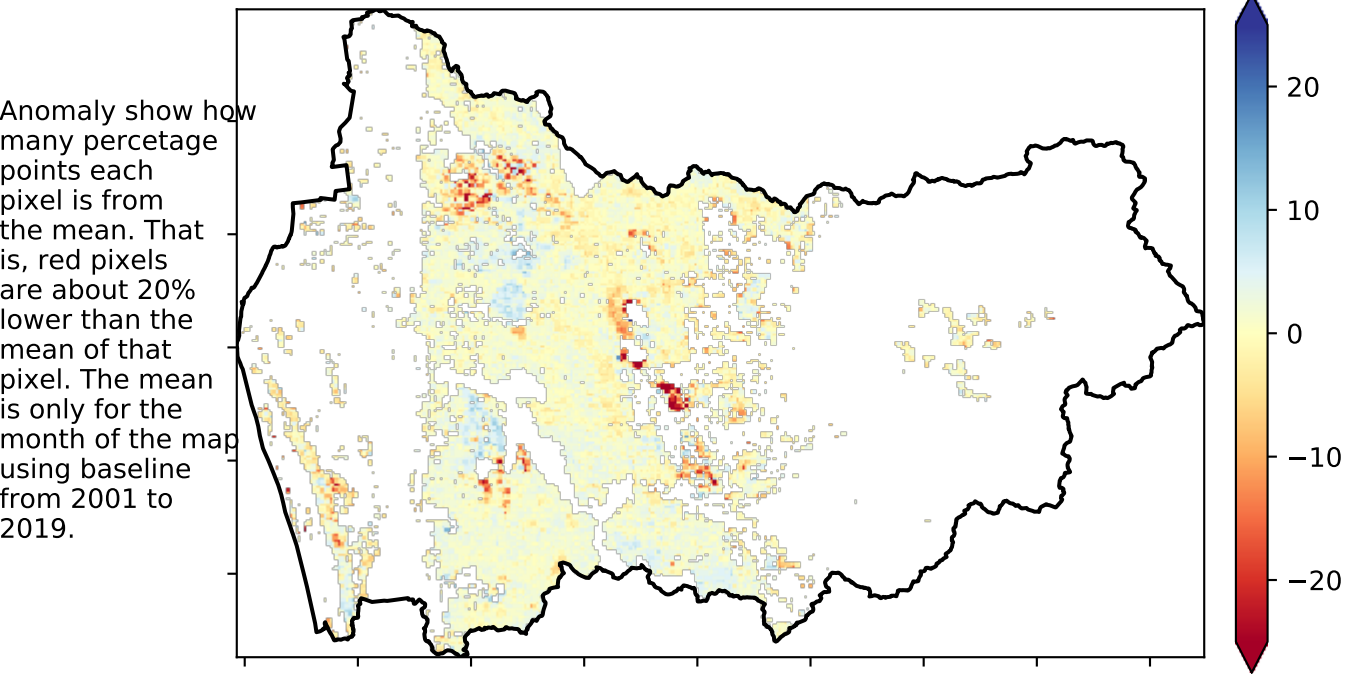 Anomaly show how
many percetage
points each
pixel is from
the mean. That
is, red pixels
are about 20%
lower than the
mean of that
pixel. The mean
is only for the
month of the map
using baseline
from 2001 to
2019.
20
10
0
−10
−20